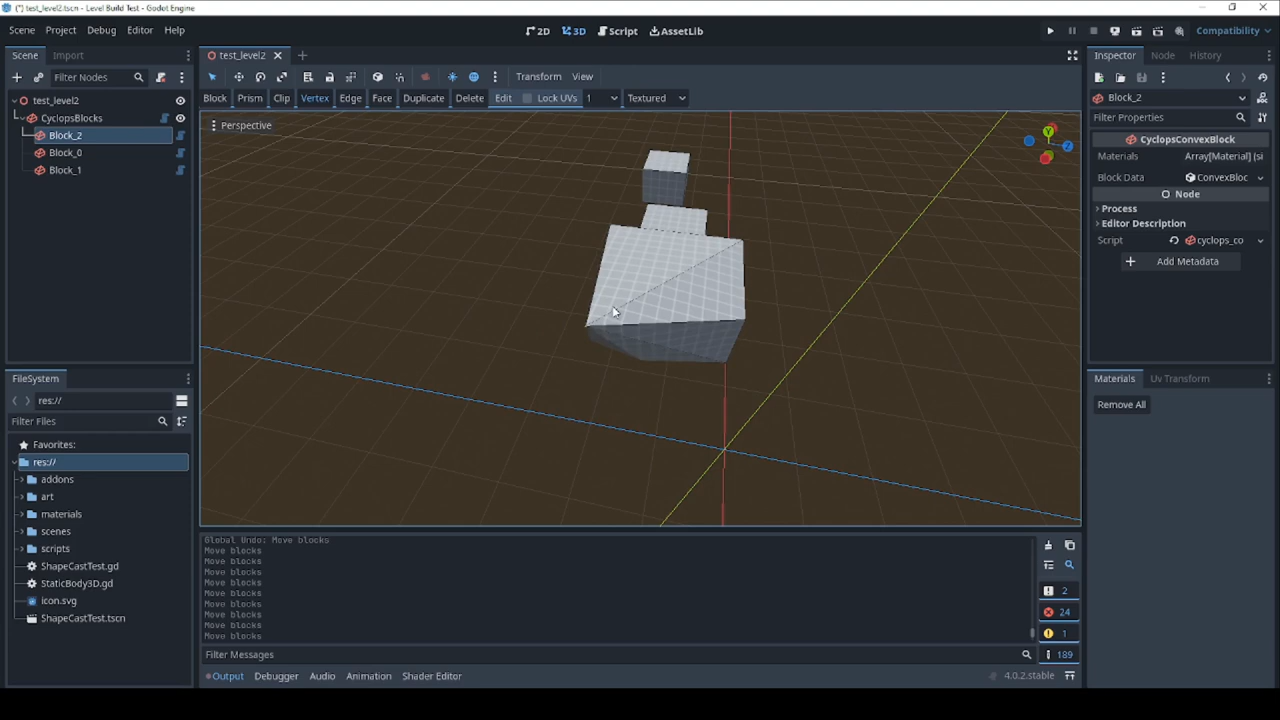 (*) test_level2.tscn - Level Build Test - Godot Engine
Scene Project Debug Editor Help
2D 3D Script AssetLib
Compatibility
Scene Import
test_level2
Inspector Node History
Filter Nodes
Transform View
test_level2
Block Prism Clip Vertex Edge Face Duplicate Delete Edit Lock UVs 1 Textured
Block_2
CyclopsBlocks
Filter Properties
Block_2
Perspective
Y
Z
CyclopsConvexBlock
Block_0
Materials Array[Material] (si
Block_1
Block Data ConvexBloc
Node
Process
Editor Description
Script cyclops_co
Add Metadata
FileSystem
Materials Uv Transform
res://
Remove All
Filter Files
Favorites:
res://
addons
art
materials
scenes
scripts
ShapeCastTest.gd
StaticBody3D.gd
icon.svg
ShapeCastTest.tscn
Global Undo: Move blocks
Move blocks
Move blocks
Move blocks
Move blocks
Move blocks
Move blocks
Move blocks
Move blocks
Move blocks
2
24
1
189
Filter Messages
Output Debugger Audio Animation Shader Editor
4.0.2.stable